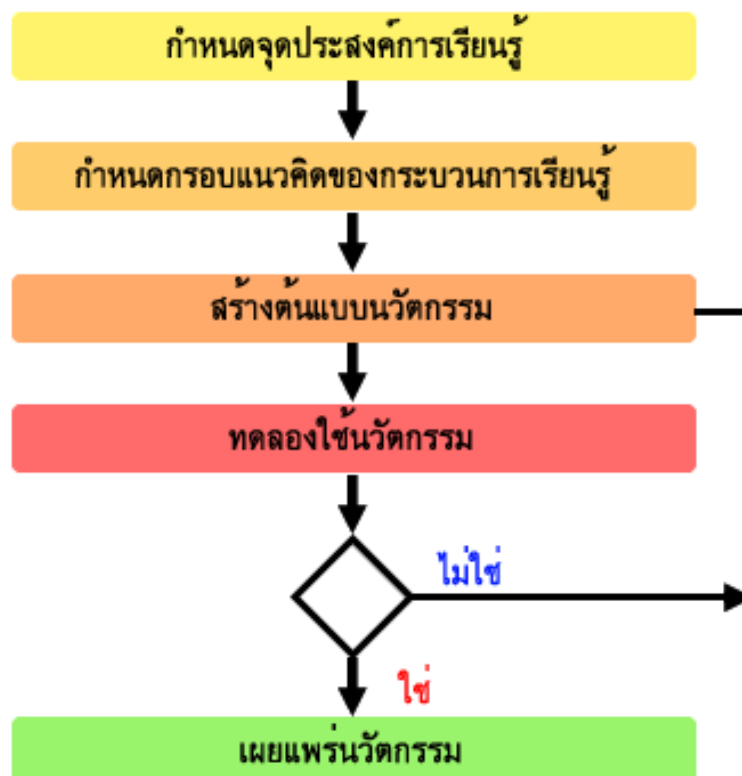 กำหนดจุดประสงค์การเรียนรู้
กำหนดกรอบแนวคิดของกระบวนการเรียนรู้
สร้างต้นแบบนวัตกรรม
ทดลองใช้นวัตกรรม
ไม่ใช่
ใช่
เผยแพร่นวัตกรรม